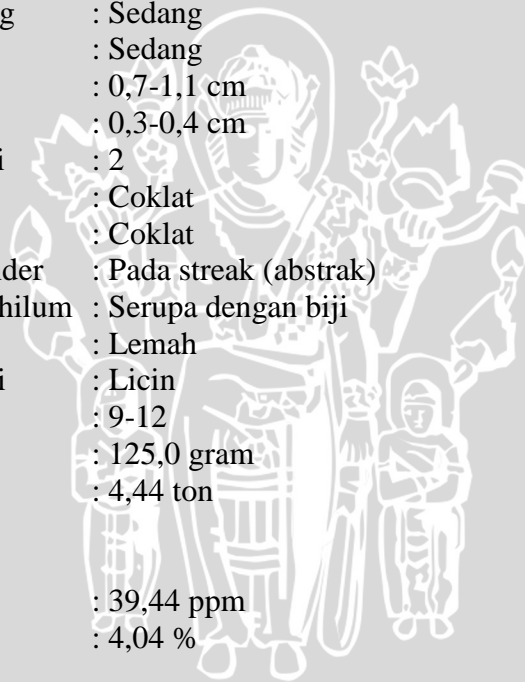 g : Sedang
: Sedang
: 0,7-1,1 cm
: 0,3-0,4 cm
i : 2
: Coklat
: Coklat
nder : Pada streak (abstrak)
hilum : Serupa dengan biji
: Lemah
i : Licin
: 9-12
: 125,0 gram
: 4,44 ton
: 39,44 ppm
: 4,04 %